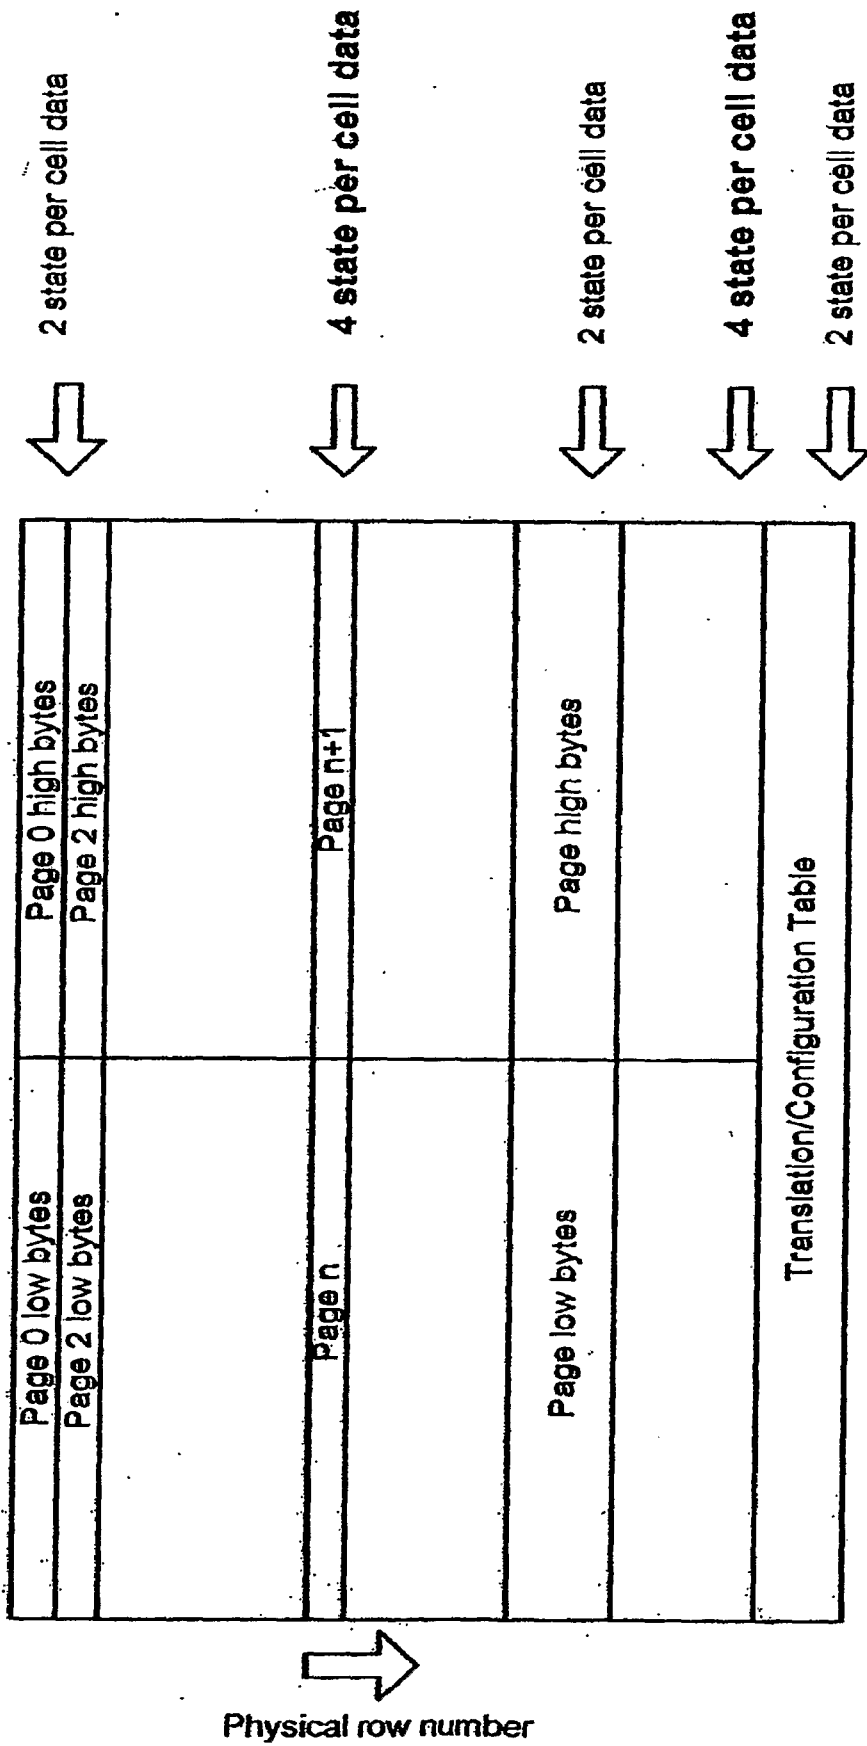 2 state per cell data
4 state per cell data
2 state per cell data
4 state per cell data
2 state per cell data
Page 0 low bytes
Page 0 high bytes
Page 2 low bytes
Page 2 high bytes
Page n
Page n+1
Page low bytes
Page high bytes
Translation/Configuration Table
Physical row number